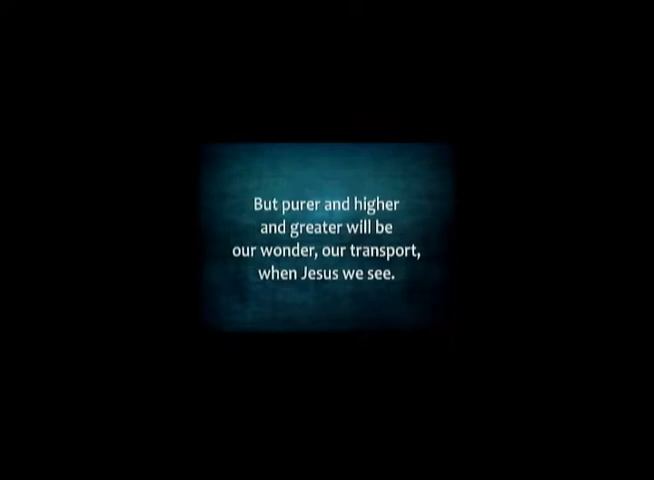 But purer and higher
and greater will be
our wonder, our transport,
when Jesus we see.